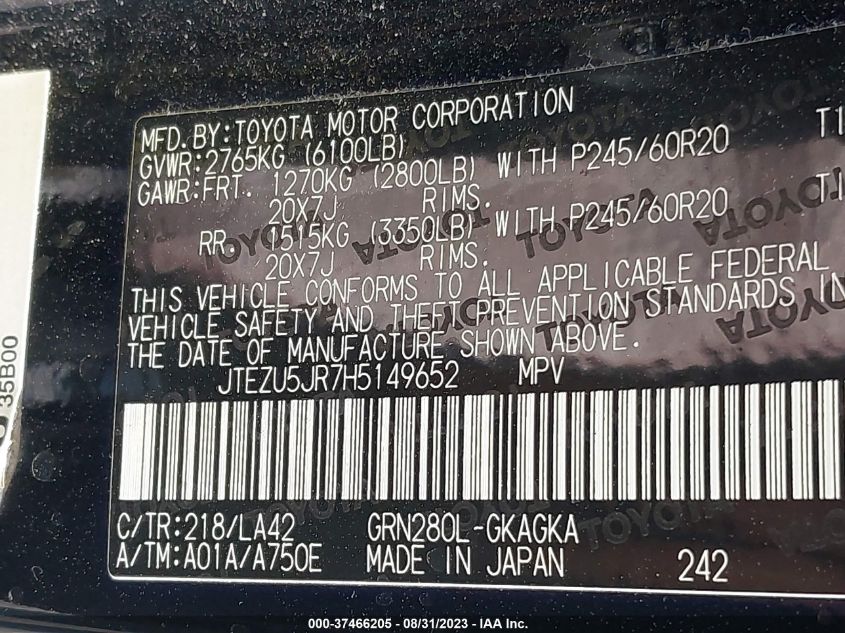 MFD.BY:TOYOTA MOTOR CORPORATION
GVWR:2765KG (6100LB)
GAWR:FRT. 1270KG (2800LB) WITH P245/60R20 T1
20X7J RIMS.
RR. 1515KG (3350LB) WITH P245/60R20 T1
20X7J RIMS.
THIS VEHICLE CONFORMS TO ALL APPLICABLE FEDERAL
VEHICLE SAFETY AND THEFT PREVENTION STANDARDS IN
THE DATE OF MANUFACTURE SHOWN ABOVE.
JTEZU5JR7H5149652 MPV
C/TR:218/LA42 GRN280L-GKAGKA
A/TM:A01A/A750E MADE IN JAPAN 242
35B00
000-37466205 - 08/31/2023 - © IAA Inc.